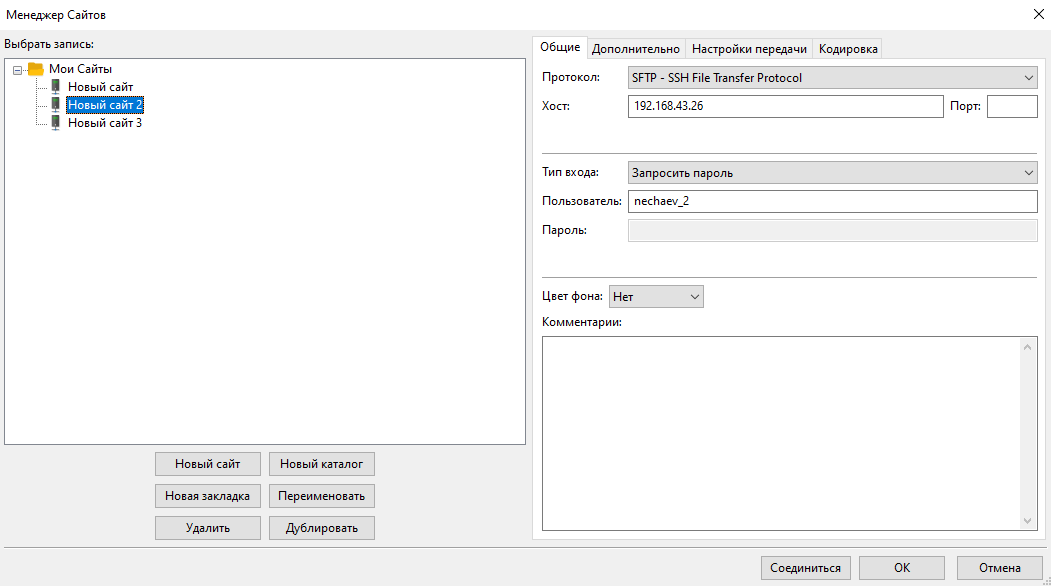 Менеджер Сайтов
Выбрать запись:
Мои Сайты
Новый сайт
Новый сайт 2
Новый сайт 3
Новый сайт
Новый каталог
Новая закладка
Переименовать
Удалить
Дублировать
Общие
Дополнительно
Настройки передачи
Кодировка
Протокол:
SFTP - SSH File Transfer Protocol
Хост:
192.168.43.26
Порт:
Тип входа:
Запросить пароль
Пользователь:
nechaev_2
Пароль:
Цвет фона:
Нет
Комментарии:
Соединиться
OK
Отмена